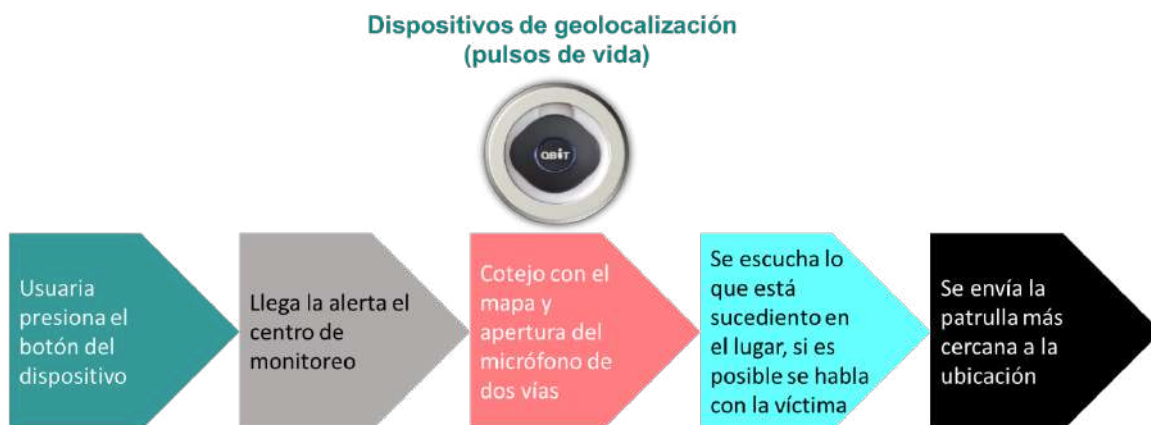 Dispositivos de geolocalización
(pulsos de vida)
QBiT
Usuaria
presiona el
botón del
dispositivo
Llega la alerta el
centro de
monitoreo
Cotejo con el
mapa y
apertura del
micrófono de
dos vías
Se escucha lo
que está
sucediento en
el lugar, si es
posible se habla
con la víctima
Se envía la
patrulla más
cercana a la
ubicación